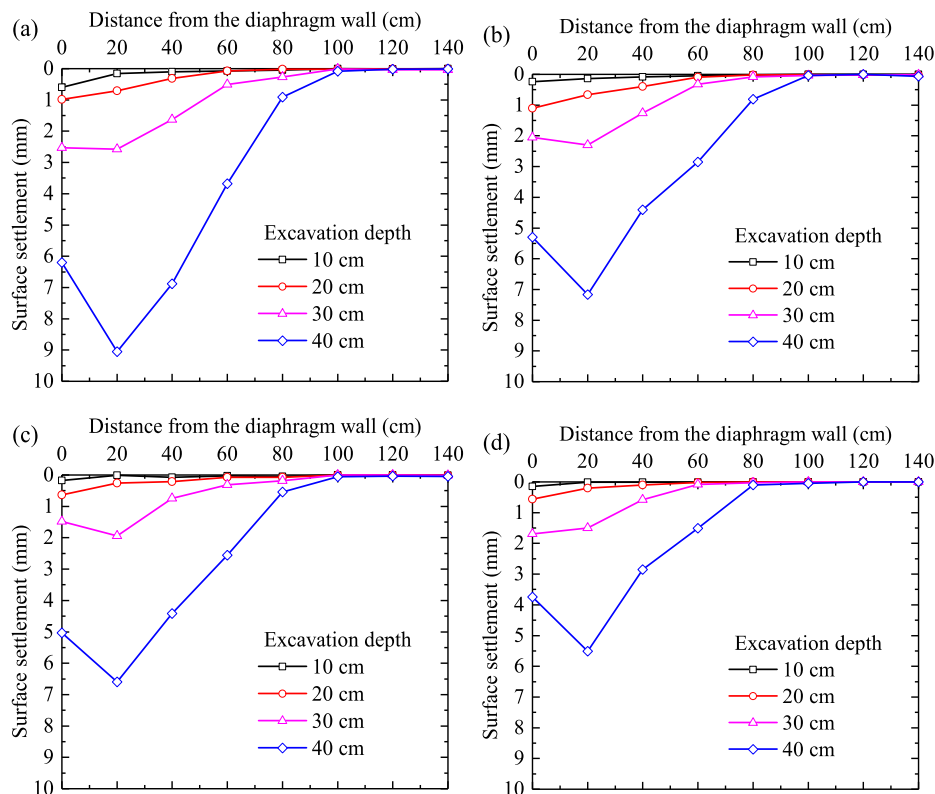 (a)
Distance from the diaphragm wall (cm)
0 20 40 60 80 100 120 140
0
1
2
3
4
5
6
7
8
9
10
Surface settlement (mm)
Excavation depth
10 cm
20 cm
30 cm
40 cm
(b)
Distance from the diaphragm wall (cm)
0 20 40 60 80 100 120 140
0
1
2
3
4
5
6
7
8
9
10
Surface settlement (mm)
Excavation depth
10 cm
20 cm
30 cm
40 cm
(c)
Distance from the diaphragm wall (cm)
0 20 40 60 80 100 120 140
0
1
2
3
4
5
6
7
8
9
10
Surface settlement (mm)
Excavation depth
10 cm
20 cm
30 cm
40 cm
(d)
Distance from the diaphragm wall (cm)
0 20 40 60 80 100 120 140
0
1
2
3
4
5
6
7
8
9
10
Surface settlement (mm)
Excavation depth
10 cm
20 cm
30 cm
40 cm